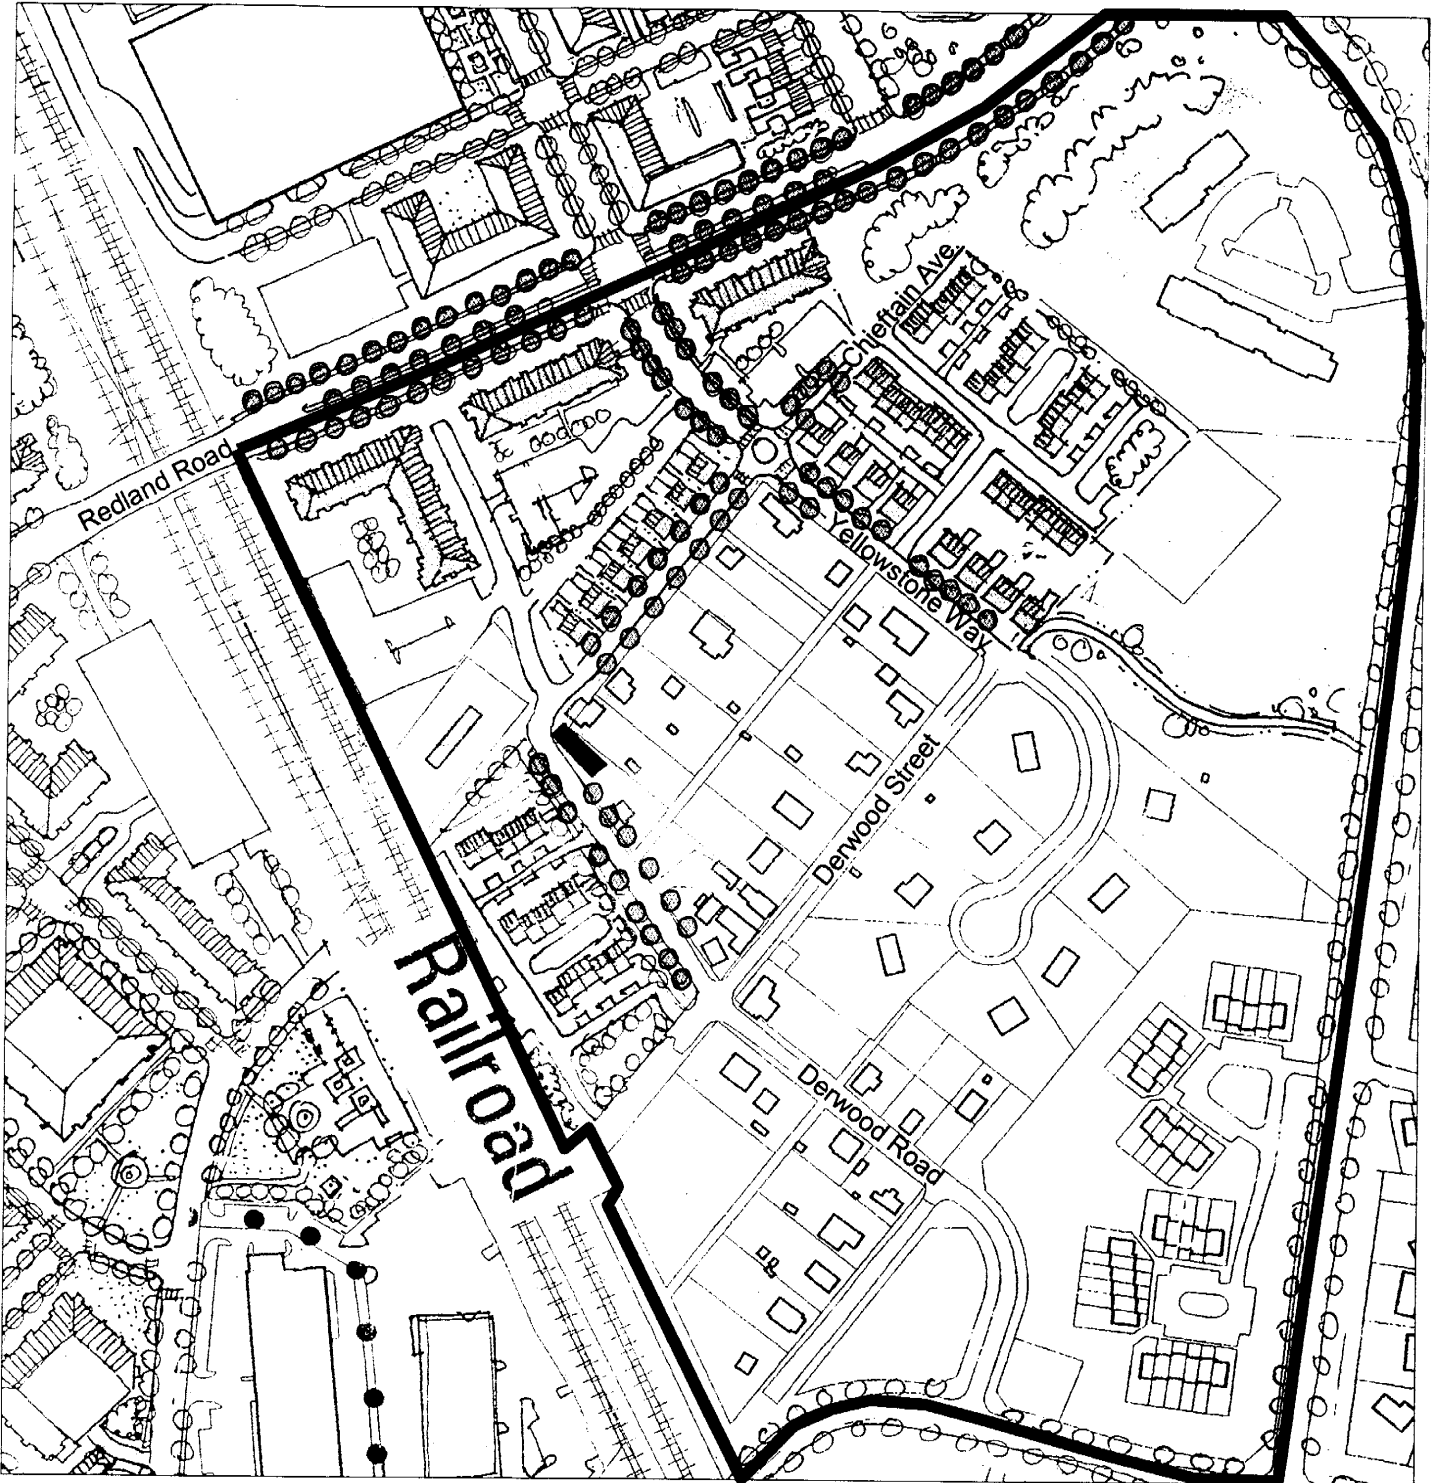 Chieftain Ave.
Redland Road
Yellowstone Way
Derwood Street
Railroad
Derwood Road